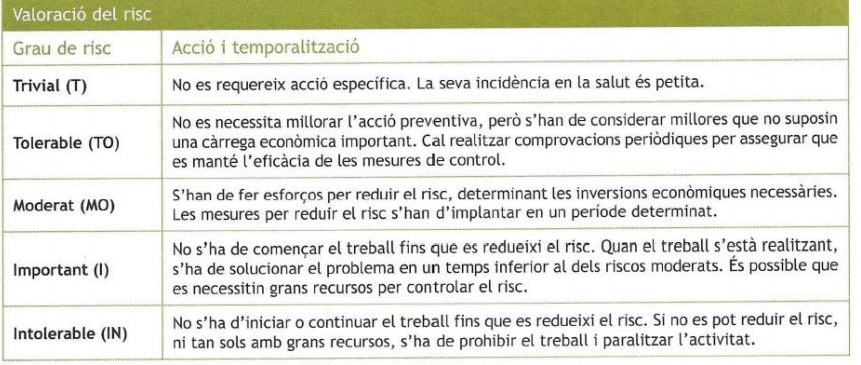 Valoració del risc
Grau de risc
Acció i temporalització
Trivial (T)
No es requereix acció específica. La seva incidència en la salut és petita.
Tolerable (TO)
No es necessita millorar l'acció preventiva, però s'han de considerar millores que no suposin
una càrrega econòmica important. Cal realitzar comprovacions periòdiques per assegurar que
es manté l'eficàcia de les mesures de control.
Moderat (MO)
S'han de fer esforços per reduir el risc, determinant les inversions econòmiques necessàries.
Les mesures per reduir el risc s'han d'implantar en un període determinat.
Important (I)
No s'ha de començar el treball fins que es redueixi el risc. Quan el treball s'està realitzant,
s'ha de solucionar el problema en un temps inferior al dels riscos moderats. És possible que
es necessitin grans recursos per controlar el risc.
Intolerable (IN)
No s'ha d'iniciar o continuar el treball fins que es redueixi el risc. Si no es pot reduir el risc,
ni tan sols amb grans recursos, s'ha de prohibir el treball i paralitzar l'activitat.